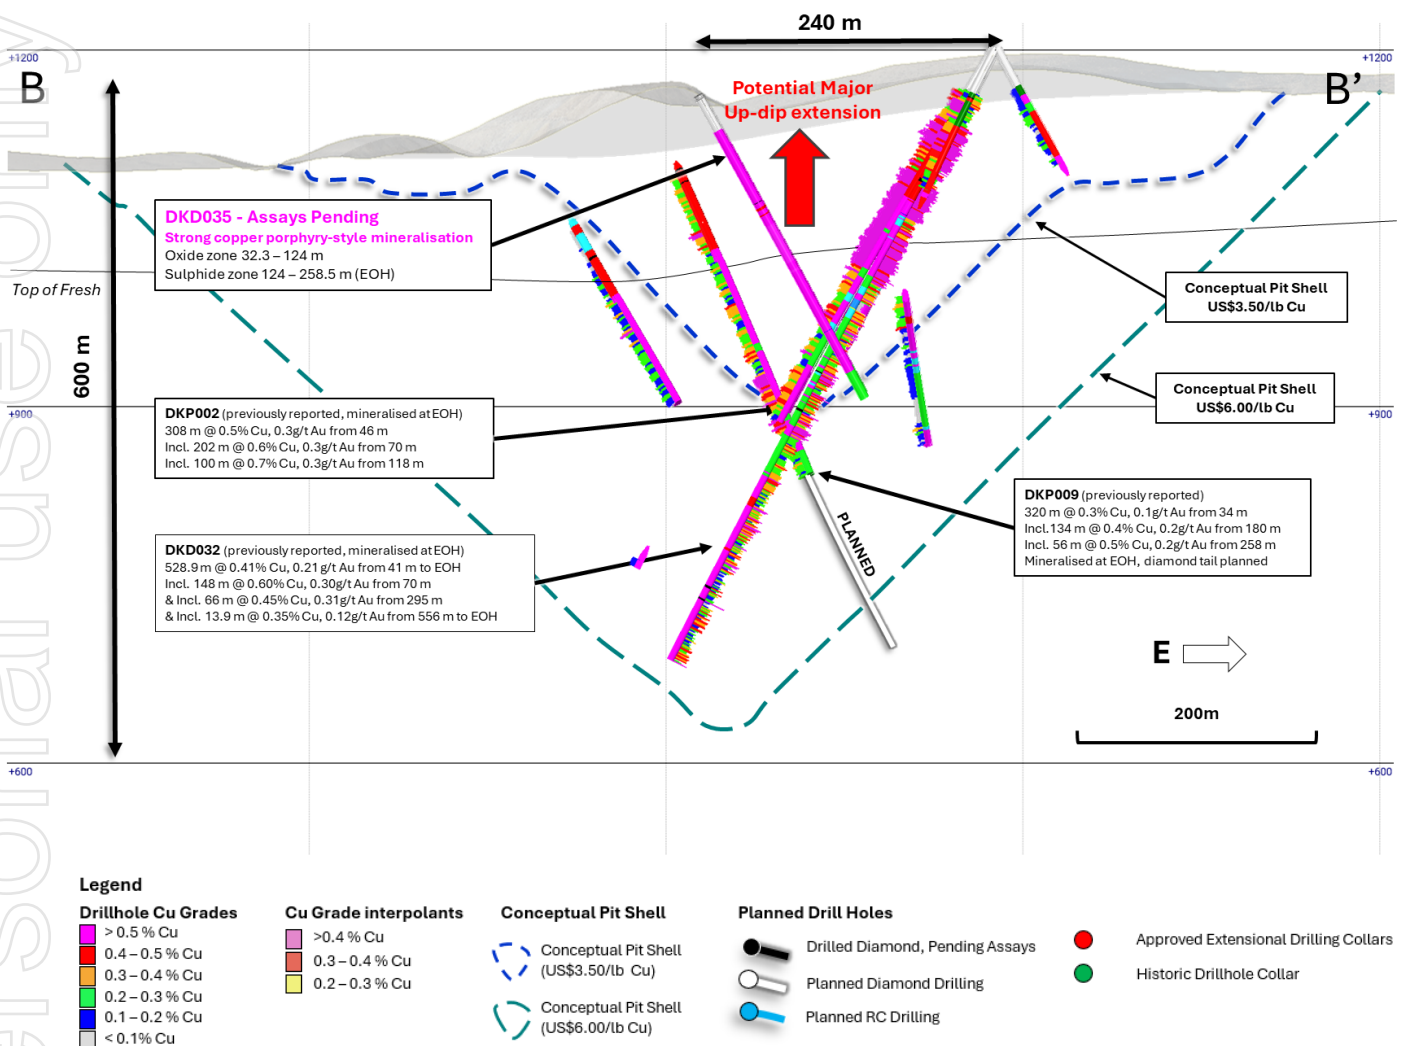 240 m
+1200
+1200
B
B’
Potential Major
Up-dip extension
DKD035 - Assays Pending
Strong copper porphyry-style mineralisation
Oxide zone 32.3 – 124 m
Sulphide zone 124 – 258.5 m (EOH)
Top of Fresh
Conceptual Pit Shell
US$3.50/lb Cu
600 m
Conceptual Pit Shell
US$6.00/lb Cu
+900
+900
DKP002 (previously reported, mineralised at EOH)
308 m @ 0.5% Cu, 0.3g/t Au from 46 m
Incl. 202 m @ 0.6% Cu, 0.3g/t Au from 70 m
Incl. 100 m @ 0.7% Cu, 0.3g/t Au from 118 m
DKP009 (previously reported)
320 m @ 0.3% Cu, 0.1g/t Au from 34 m
Incl.134 m @ 0.4% Cu, 0.2g/t Au from 180 m
Incl. 56 m @ 0.5% Cu, 0.2g/t Au from 258 m
Mineralised at EOH, diamond tail planned
PLANNED
DKD032 (previously reported, mineralised at EOH)
528.9 m @ 0.41% Cu, 0.21 g/t Au from 41 m to EOH
Incl. 148 m @ 0.60% Cu, 0.30g/t Au from 70 m
& Incl. 66 m @ 0.45% Cu, 0.31g/t Au from 295 m
& Incl. 13.9 m @ 0.35% Cu, 0.12g/t Au from 556 m to EOH
E
200m
+600
+600
Legend
Drillhole Cu Grades
> 0.5 % Cu
0.4 – 0.5 % Cu
0.3 – 0.4 % Cu
0.2 – 0.3 % Cu
0.1 – 0.2 % Cu
< 0.1% Cu
Cu Grade interpolants
>0.4 % Cu
0.3 – 0.4 % Cu
0.2 – 0.3 % Cu
Conceptual Pit Shell
Conceptual Pit Shell
(US$3.50/lb Cu)
Conceptual Pit Shell
(US$6.00/lb Cu)
Planned Drill Holes
Drilled Diamond, Pending Assays
Planned Diamond Drilling
Planned RC Drilling
Approved Extensional Drilling Collars
Historic Drillhole Collar
ersonal use only